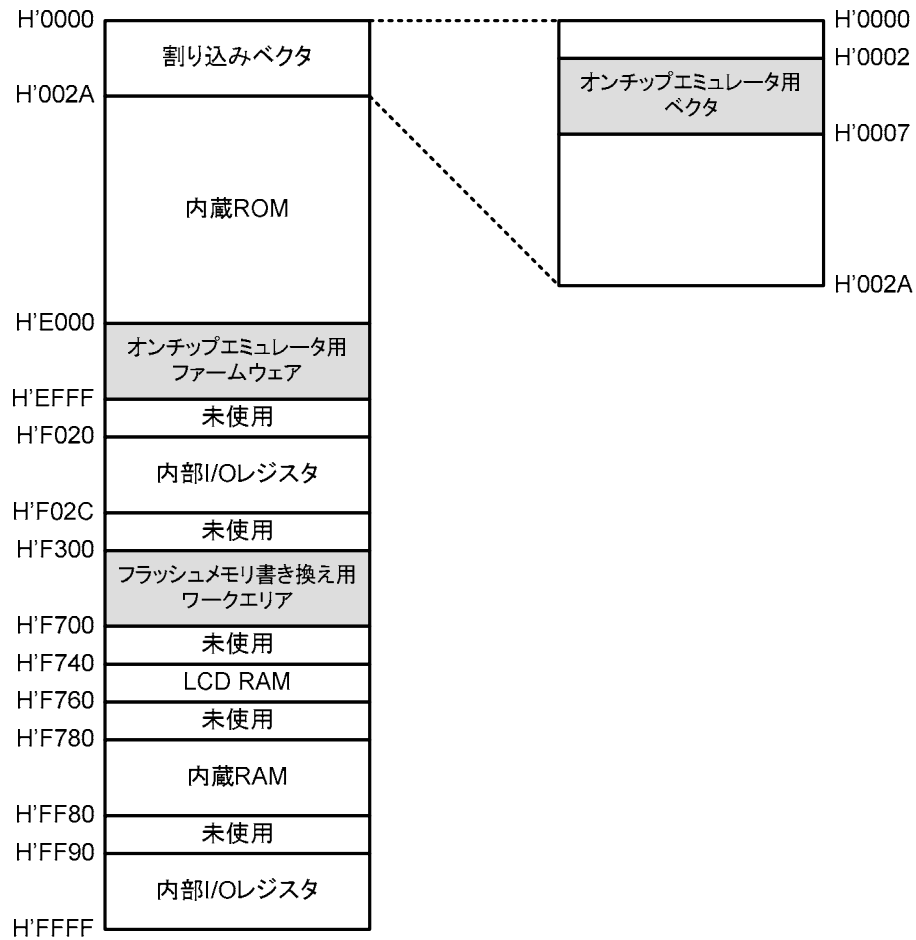 H'0000
割り込みベクタ
H'002A
内蔵ROM
H'E000
オンチップエミュレータ用
ファームウェア
H'EFFF
未使用
H'F020
内部I/Oレジスタ
H'F02C
未使用
H'F300
フラッシュメモリ書き換え用
ワークエリア
H'F700
未使用
H'F740
LCD RAM
H'F760
未使用
H'F780
内蔵RAM
H'FF80
未使用
H'FF90
内部I/Oレジスタ
H'FFFF
H'0000
H'0002
オンチップエミュレータ用
ベクタ
H'0007
H'002A